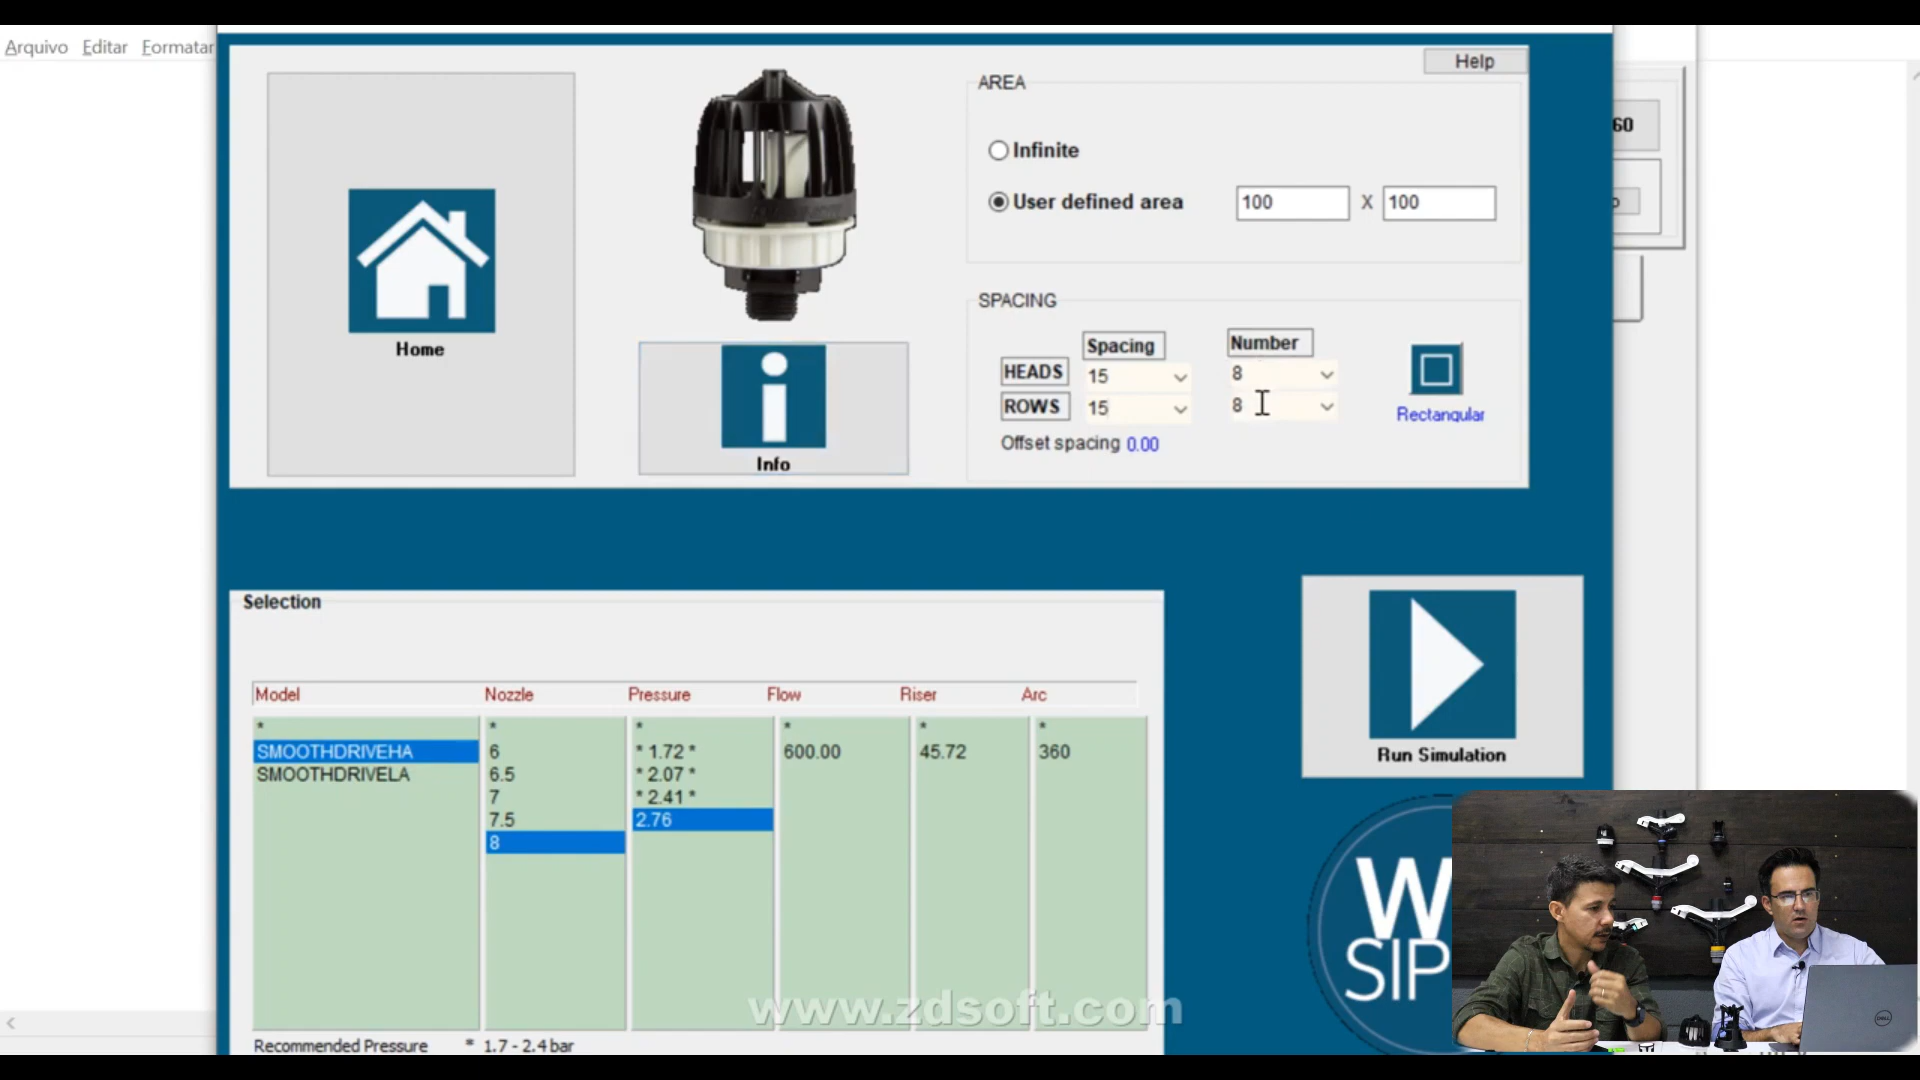 Arquivo Editar Formatar
Help
AREA
Infinite
User defined area 100 X 100
60
SPACING
Spacing Number
HEADS 15 8
ROWS 15 8
Rectangular
Offset spacing 0.00
Home
Info
Selection
Model Nozzle Pressure Flow Riser Arc
* * * * * *
SMOOTHDRIVEHA 6 * 1.72 * 600.00 45.72 360
SMOOTHDRIVELA 6.5 * 2.07 *
7 * 2.41 *
7.5 2.76
8
Run Simulation
W
SIP
www.zdsoft.com
Recommended Pressure * 1.7 - 2.4 bar
DELL